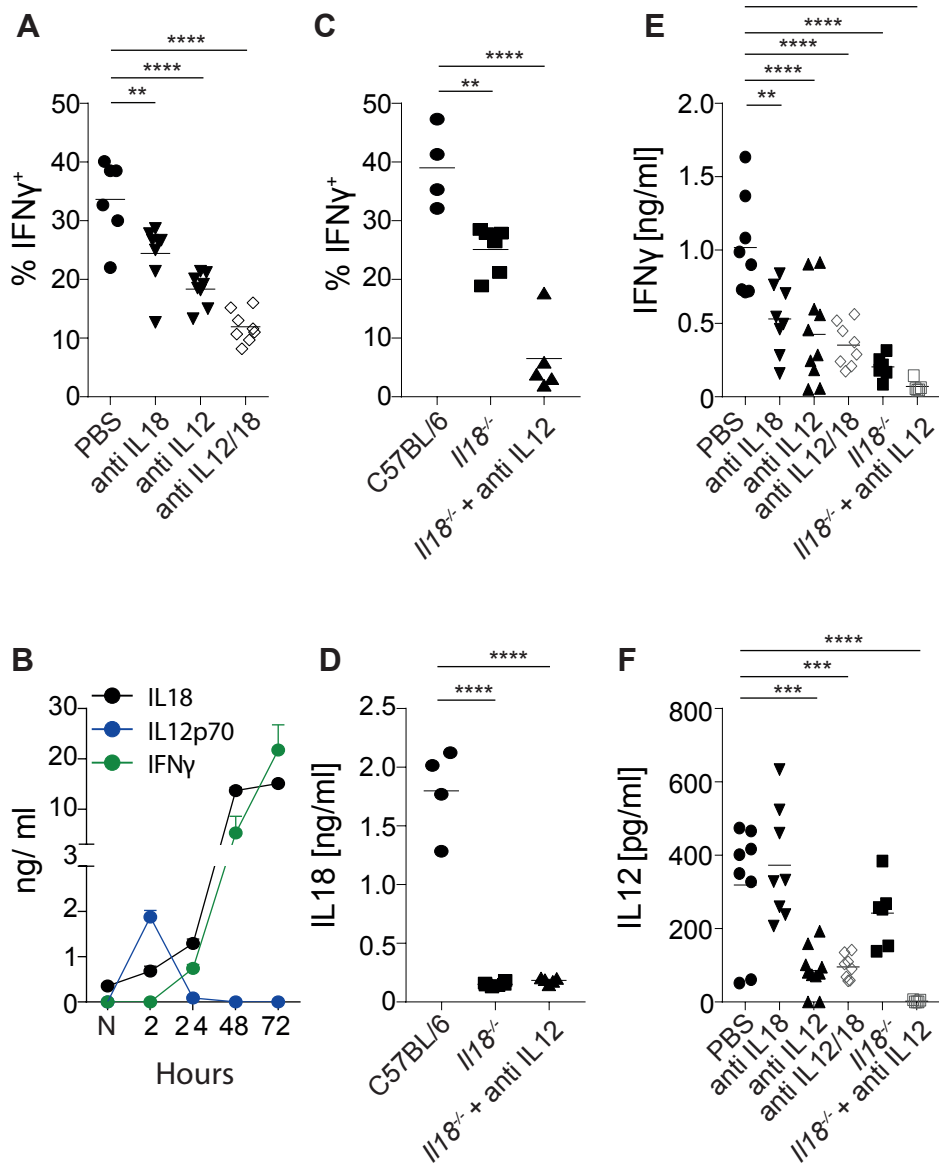 A
****
****
**
% IFNγ+
50
40
30
20
10
0
PBS
anti IL18
anti IL12
anti IL12/18
C
****
**
% IFNγ+
50
40
30
20
10
0
C57BL/6
Il18-/-
Il18-/- + anti IL12
E
****
****
****
**
IFNγ [ng/ml]
2.0
1.5
1.0
0.5
0
PBS
anti IL18
anti IL12
anti IL12/18
Il18-/-
Il18-/- + anti IL12
B
IL18
IL12p70
IFNγ
ng/ ml
30
20
10
3
2
1
0
N
2
24
48
72
Hours
D
****
****
IL18 [ng/ml]
2.5
2.0
1.5
1.0
0.5
0
C57BL/6
Il18-/-
Il18-/- + anti IL12
F
****
***
***
IL12 [pg/ml]
800
600
400
200
0
PBS
anti IL18
anti IL12
anti IL12/18
Il18-/-
Il18-/- + anti IL12